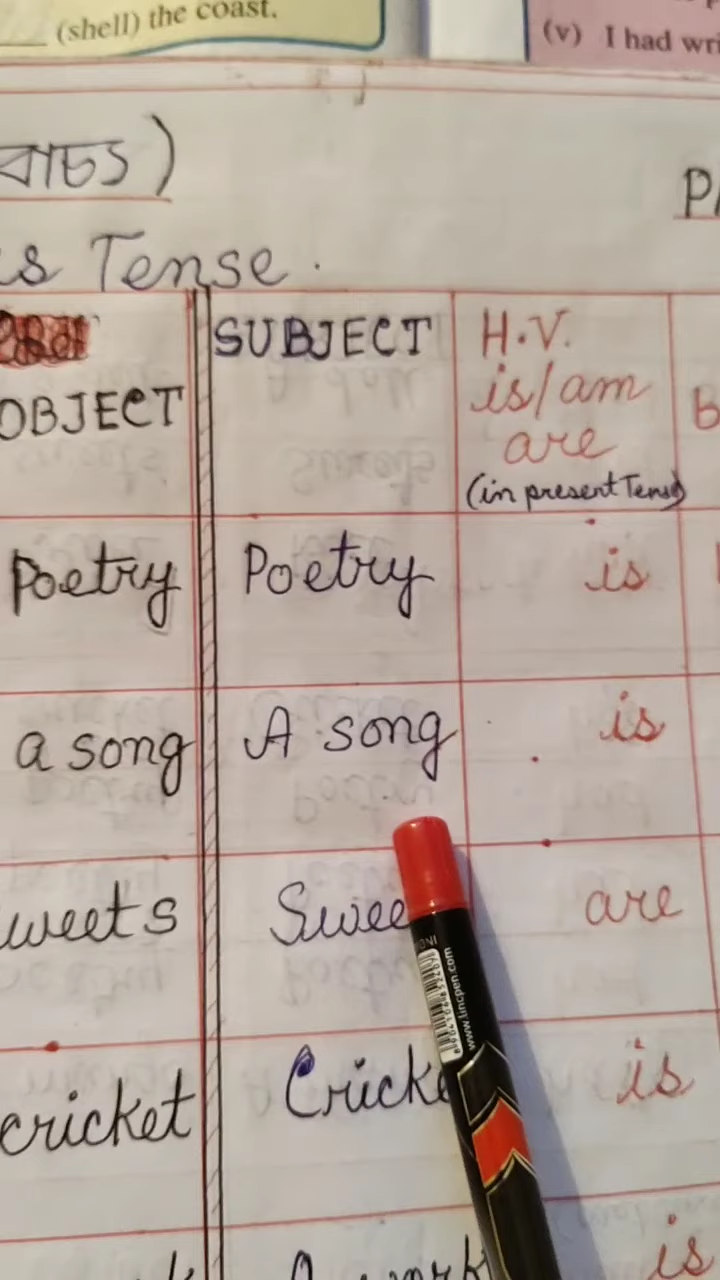 (shell) the coast.
(v) I had wri
বাচ্য)
Tense.
OBJECT
SUBJECT
H.V.
is/am
are
(in present Tense)
Poetry
Poetry
is
a song
A song
is
weets
Swee
are
cricket
Cricke
is
A work
is
www.lincpen.com